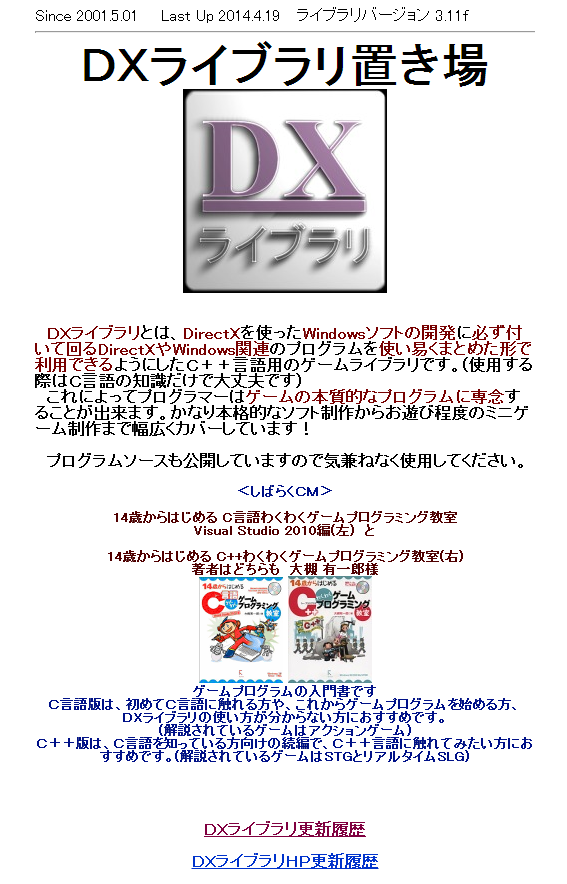 Since 2001.5.01 Last Up 2014.4.19 ライブラリバージョン 3.11f
DXライブラリ置き場
DX
ライブラリ
DXライブラリとは、DirectXを使ったWindowsソフトの開発に必ず付
いて回るDirectXやWindows関連のプログラムを使い易くまとめた形で
利用できるようにしたC++言語用のゲームライブラリです。(使用する
際はC言語の知識だけで大丈夫です)
これによってプログラマーはゲームの本質的なプログラムに専念す
ることが出来ます。かなり本格的なソフト制作からお遊び程度のミニゲ
ーム制作まで幅広くカバーしています!
プログラムソースも公開していますので気兼ねなく使用してください。
<しばらくCM>
14歳からはじめる C言語わくわくゲームプログラミング教室
Visual Studio 2010編(左) と
14歳からはじめる C++わくわくゲームプログラミング教室(右)
著者はどちらも 大槻 有一郎様
14歳からはじめる
C言語
ゲーム
プログラミング
教室
14歳からはじめる
C++
ゲーム
プログラミング
教室
ゲームプログラムの入門書です
C言語版は、初めてC言語に触れる方や、これからゲームプログラムを始める方、
DXライブラリの使い方が分からない方におすすめです。
(解説されているゲームはアクションゲーム)
C++版は、C言語を知っている方向けの続編で、C++言語に触れてみたい方にお
すすめです。(解説されているゲームはSTGとリアルタイムSLG)
DXライブラリ更新履歴
DXライブラリHP更新履歴